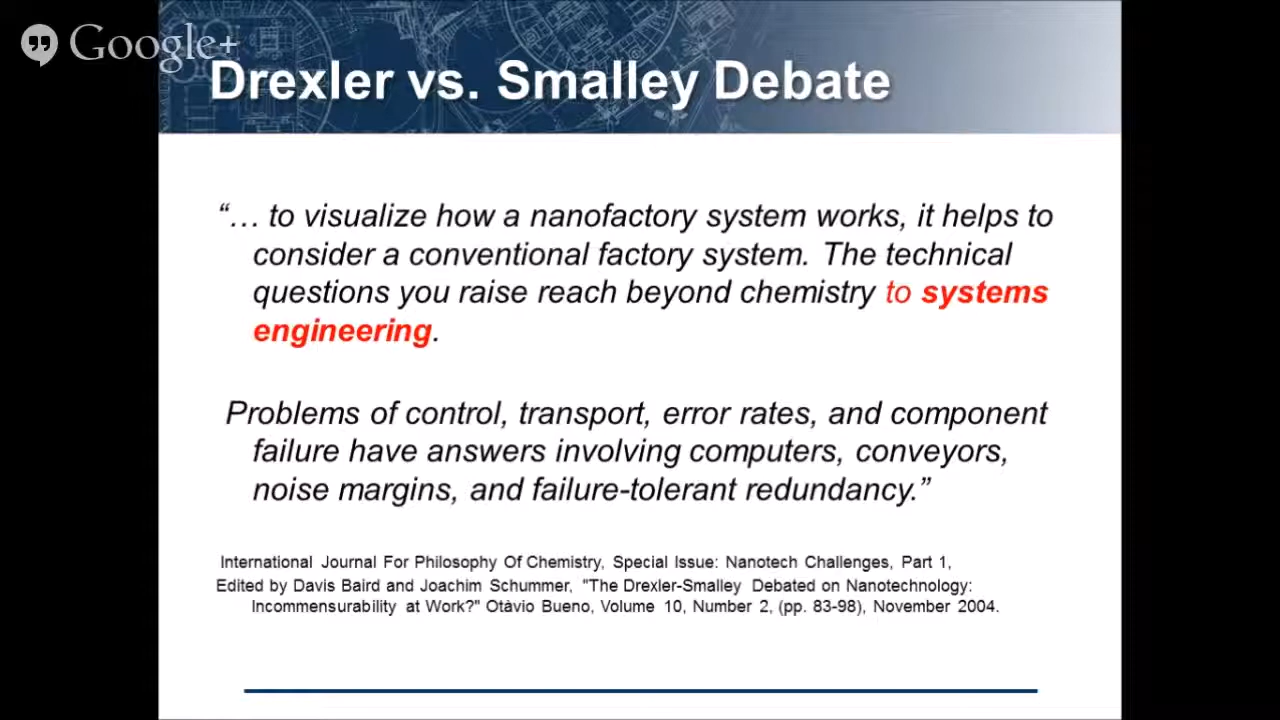 Google+
Drexler vs. Smalley Debate
“… to visualize how a nanofactory system works, it helps to
consider a conventional factory system. The technical
questions you raise reach beyond chemistry to systems
engineering.
Problems of control, transport, error rates, and component
failure have answers involving computers, conveyors,
noise margins, and failure-tolerant redundancy.”
International Journal For Philosophy Of Chemistry, Special Issue: Nanotech Challenges, Part 1,
Edited by Davis Baird and Joachim Schummer, "The Drexler-Smalley Debated on Nanotechnology:
Incommensurability at Work?" Otàvio Bueno, Volume 10, Number 2, (pp. 83-98), November 2004.